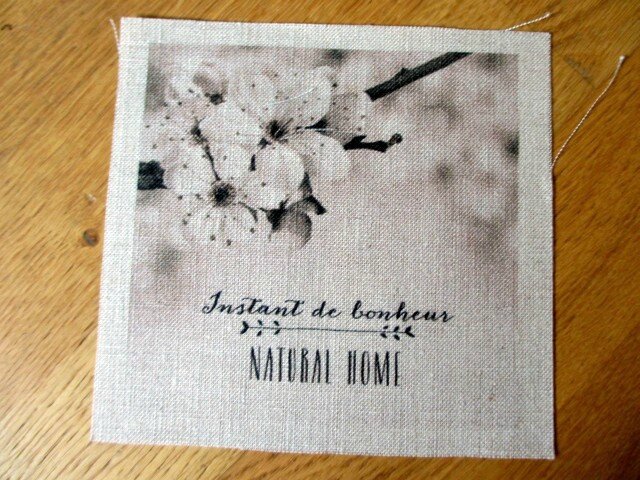 Instant de bonheur
NATURAL HOME